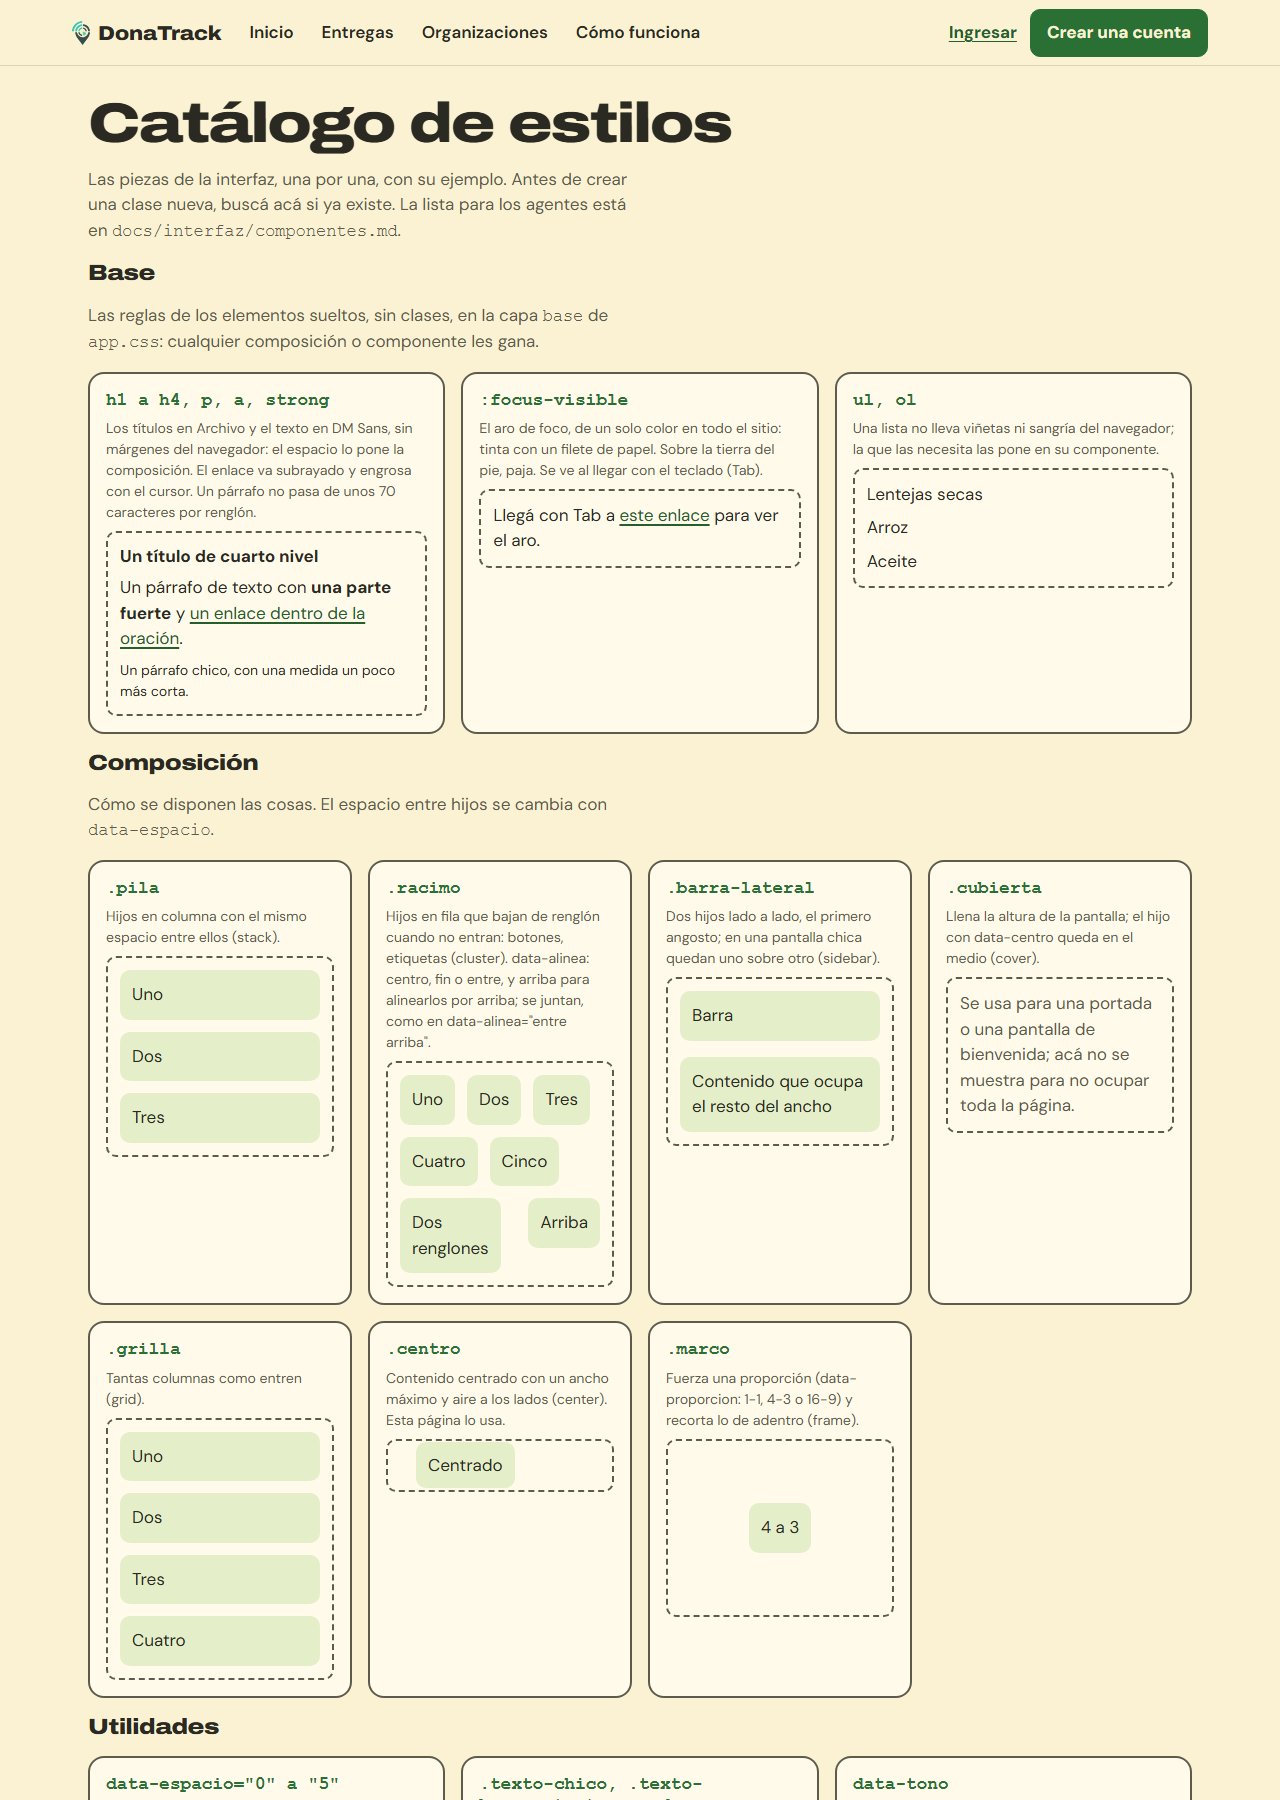 DonaTrack
Inicio
Entregas
Organizaciones
Cómo funciona
Ingresar
Crear una cuenta
Catálogo de estilos
Las piezas de la interfaz, una por una, con su ejemplo. Antes de crear
una clase nueva, buscá acá si ya existe. La lista para los agentes está
en docs/interfaz/componentes.md.
Base
Las reglas de los elementos sueltos, sin clases, en la capa base de
app.css: cualquier composición o componente les gana.
h1 a h4, p, a, strong
Los títulos en Archivo y el texto en DM Sans, sin
márgenes del navegador: el espacio lo pone la
composición. El enlace va subrayado y engrosa
con el cursor. Un párrafo no pasa de unos 70
caracteres por renglón.
Un título de cuarto nivel
Un párrafo de texto con una parte
fuerte y un enlace dentro de la
oración.
Un párrafo chico, con una medida un poco
más corta.
:focus-visible
El aro de foco, de un solo color en todo el sitio:
tinta con un filete de papel. Sobre la tierra del
pie, paja. Se ve al llegar con el teclado (Tab).
Llegá con Tab a este enlace para ver
el aro.
ul, ol
Una lista no lleva viñetas ni sangría del navegador;
la que las necesita las pone en su componente.
Lentejas secas
Arroz
Aceite
Composición
Cómo se disponen las cosas. El espacio entre hijos se cambia con
data-espacio.
.pila
Hijos en columna con el mismo
espacio entre ellos (stack).
Uno
Dos
Tres
.racimo
Hijos en fila que bajan de renglón
cuando no entran: botones,
etiquetas (cluster). data-alinea:
centro, fin o entre, y arriba para
alinearlos por arriba; se juntan,
como en data-alinea="entre
arriba".
Uno
Dos
Tres
Cuatro
Cinco
Dos
renglones
Arriba
.barra-lateral
Dos hijos lado a lado, el primero
angosto; en una pantalla chica
quedan uno sobre otro (sidebar).
Barra
Contenido que ocupa
el resto del ancho
.cubierta
Llena la altura de la pantalla; el hijo
con data-centro queda en el
medio (cover).
Se usa para una portada
o una pantalla de
bienvenida; acá no se
muestra para no ocupar
toda la página.
.grilla
Tantas columnas como entren
(grid).
Uno
Dos
Tres
Cuatro
.centro
Contenido centrado con un ancho
máximo y aire a los lados (center).
Esta página lo usa.
Centrado
.marco
Fuerza una proporción (data-
proporcion: 1-1, 4-3 o 16-9) y
recorta lo de adentro (frame).
4 a 3
Utilidades
data-espacio="0" a "5"
.texto-chico, .texto-
data-tono